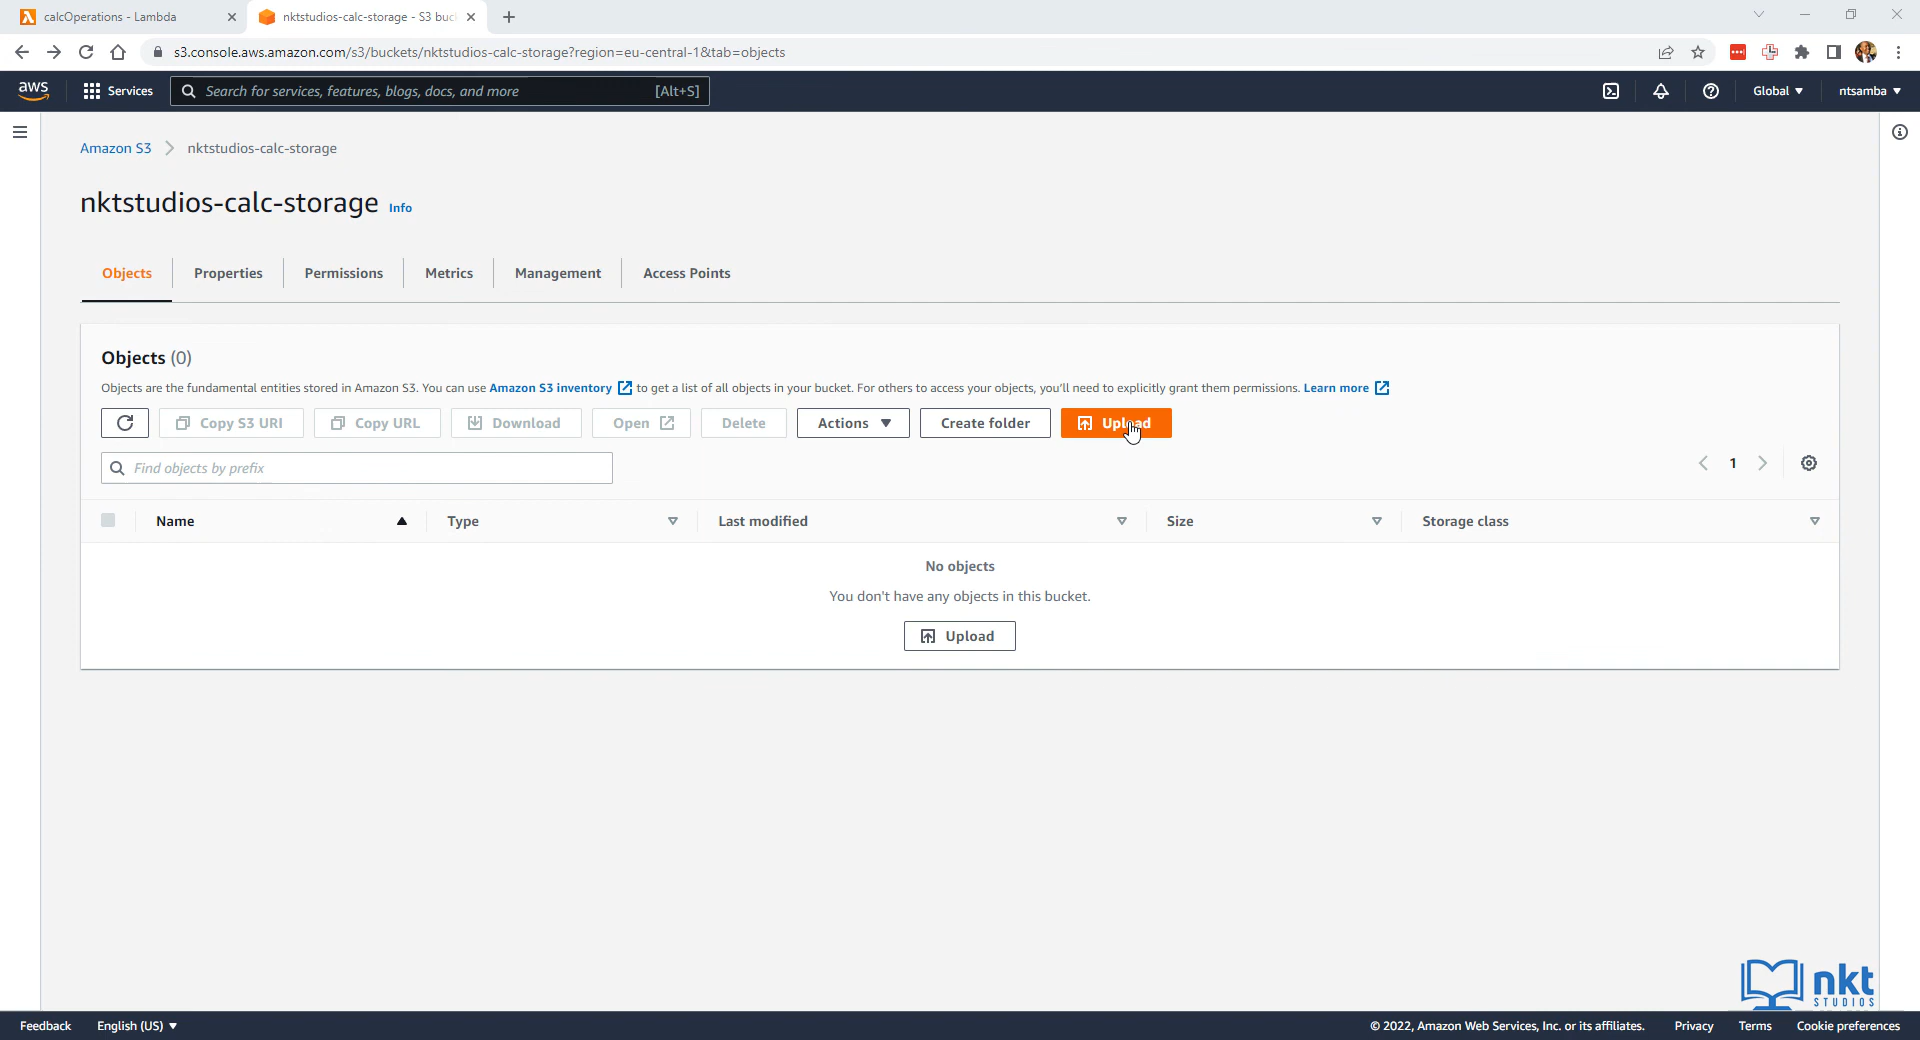 calcOperations - Lambda
nktstudios-calc-storage - S3 buc
s3.console.aws.amazon.com/s3/buckets/nktstudios-calc-storage?region=eu-central-1&tab=objects
aws
Services
Search for services, features, blogs, docs, and more
[Alt+S]
Global
ntsamba
Amazon S3
nktstudios-calc-storage
nktstudios-calc-storage
Info
Objects
Properties
Permissions
Metrics
Management
Access Points
Objects (0)
Objects are the fundamental entities stored in Amazon S3. You can use Amazon S3 inventory to get a list of all objects in your bucket. For others to access your objects, you'll need to explicitly grant them permissions. Learn more
Copy S3 URI
Copy URL
Download
Open
Delete
Actions
Create folder
Upload
Find objects by prefix
1
Name
Type
Last modified
Size
Storage class
No objects
You don't have any objects in this bucket.
Upload
nkt
STUDIOS
Feedback
English (US)
© 2022, Amazon Web Services, Inc. or its affiliates.
Privacy
Terms
Cookie preferences